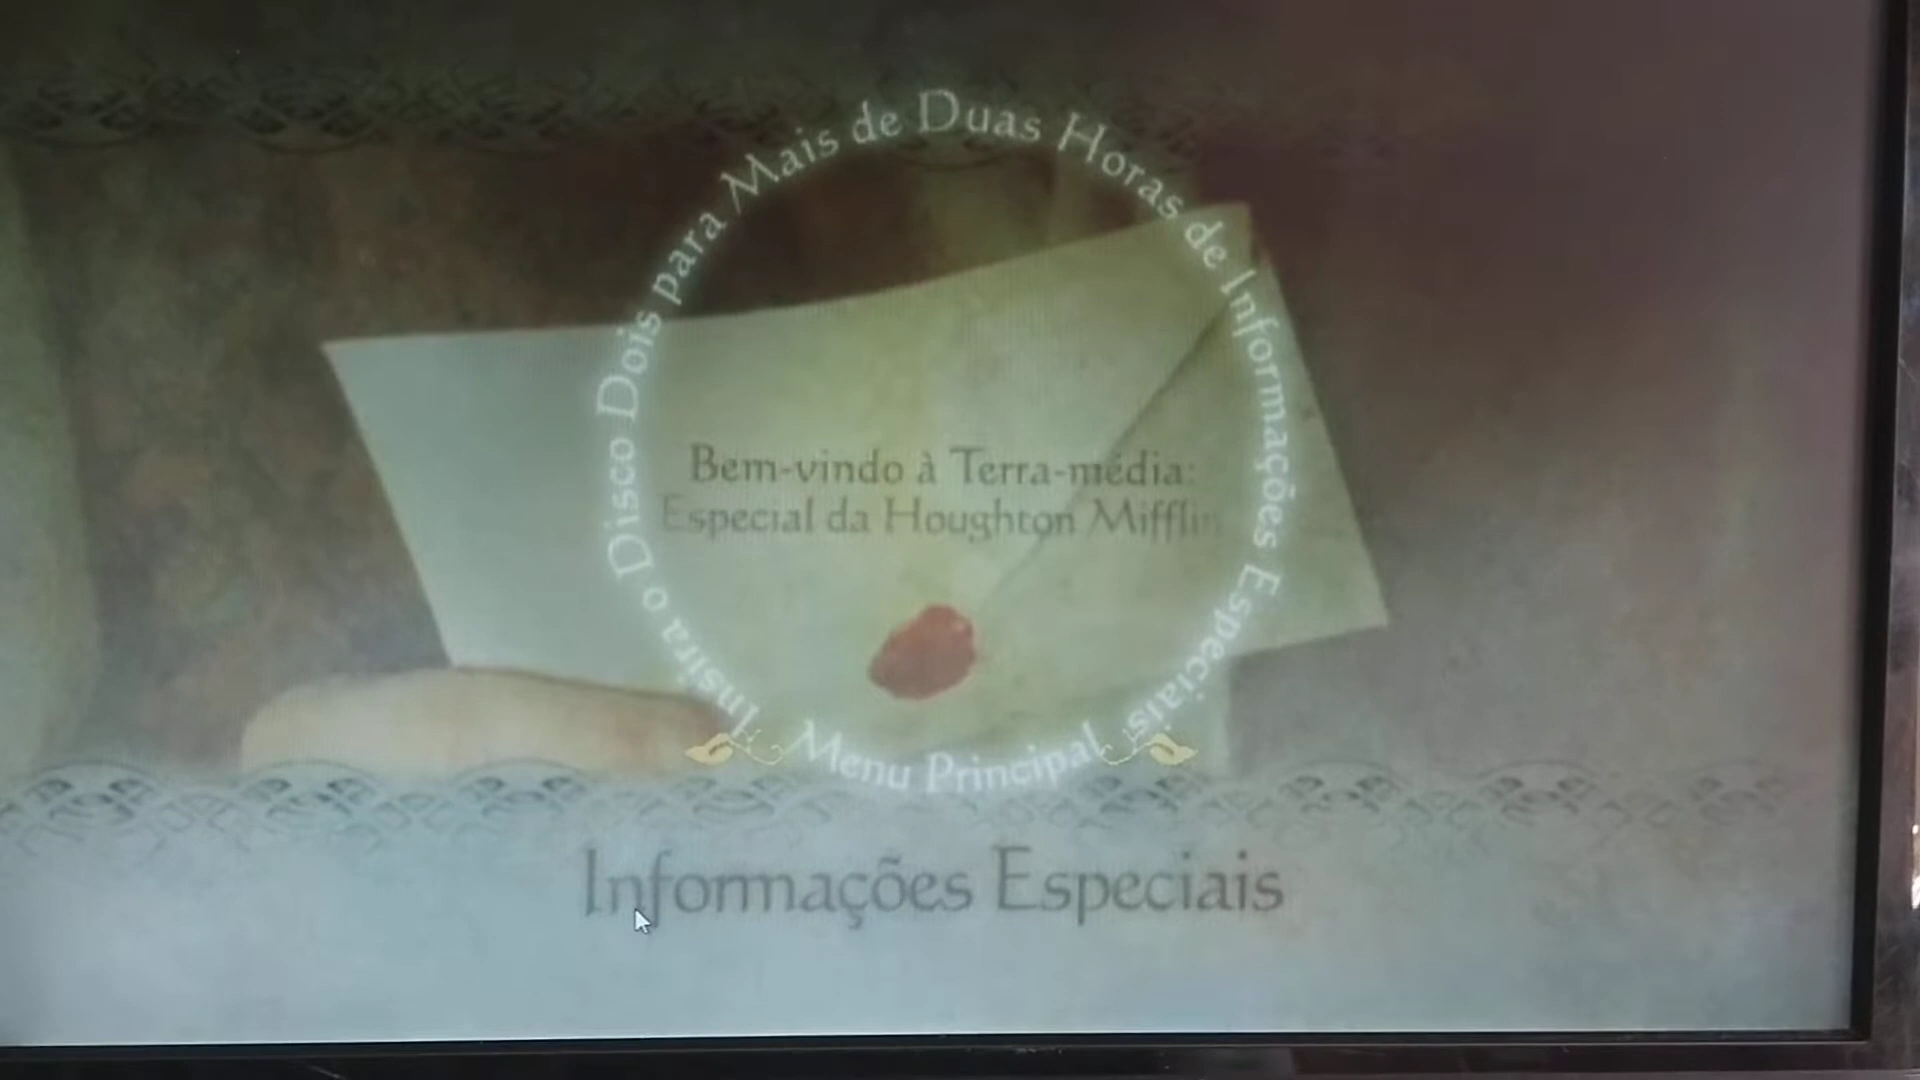 Insira o Disco Dois para Mais de Duas Horas de Informações Especiais
Bem-vindo à Terra-média:
Especial da Houghton Mifflin
Menu Principal
Informações Especiais